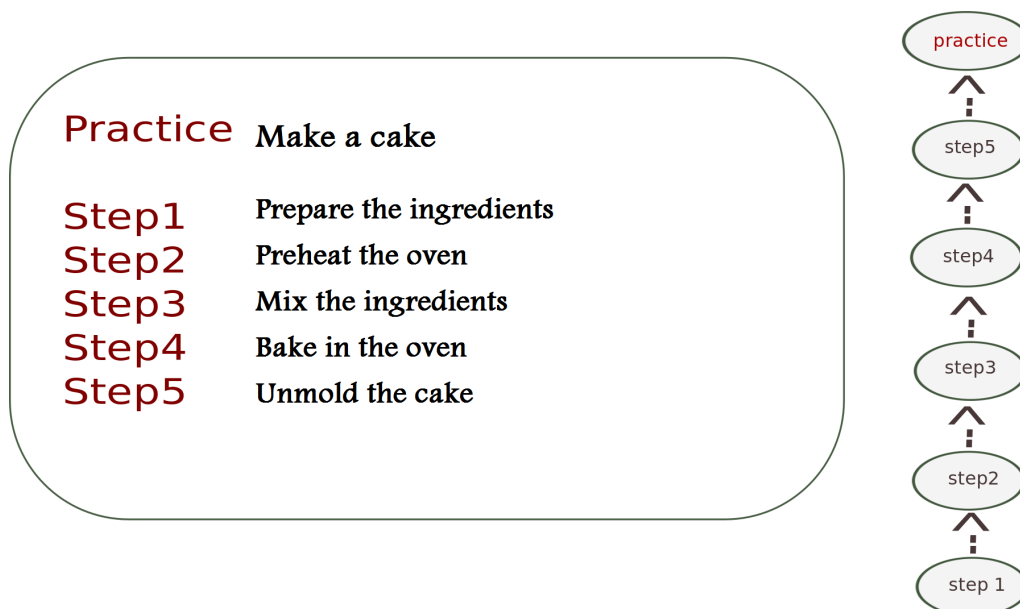 Practice Make a cake
Step1 Prepare the ingredients
Step2 Preheat the oven
Step3 Mix the ingredients
Step4 Bake in the oven
Step5 Unmold the cake
practice
step5
step4
step3
step2
step 1